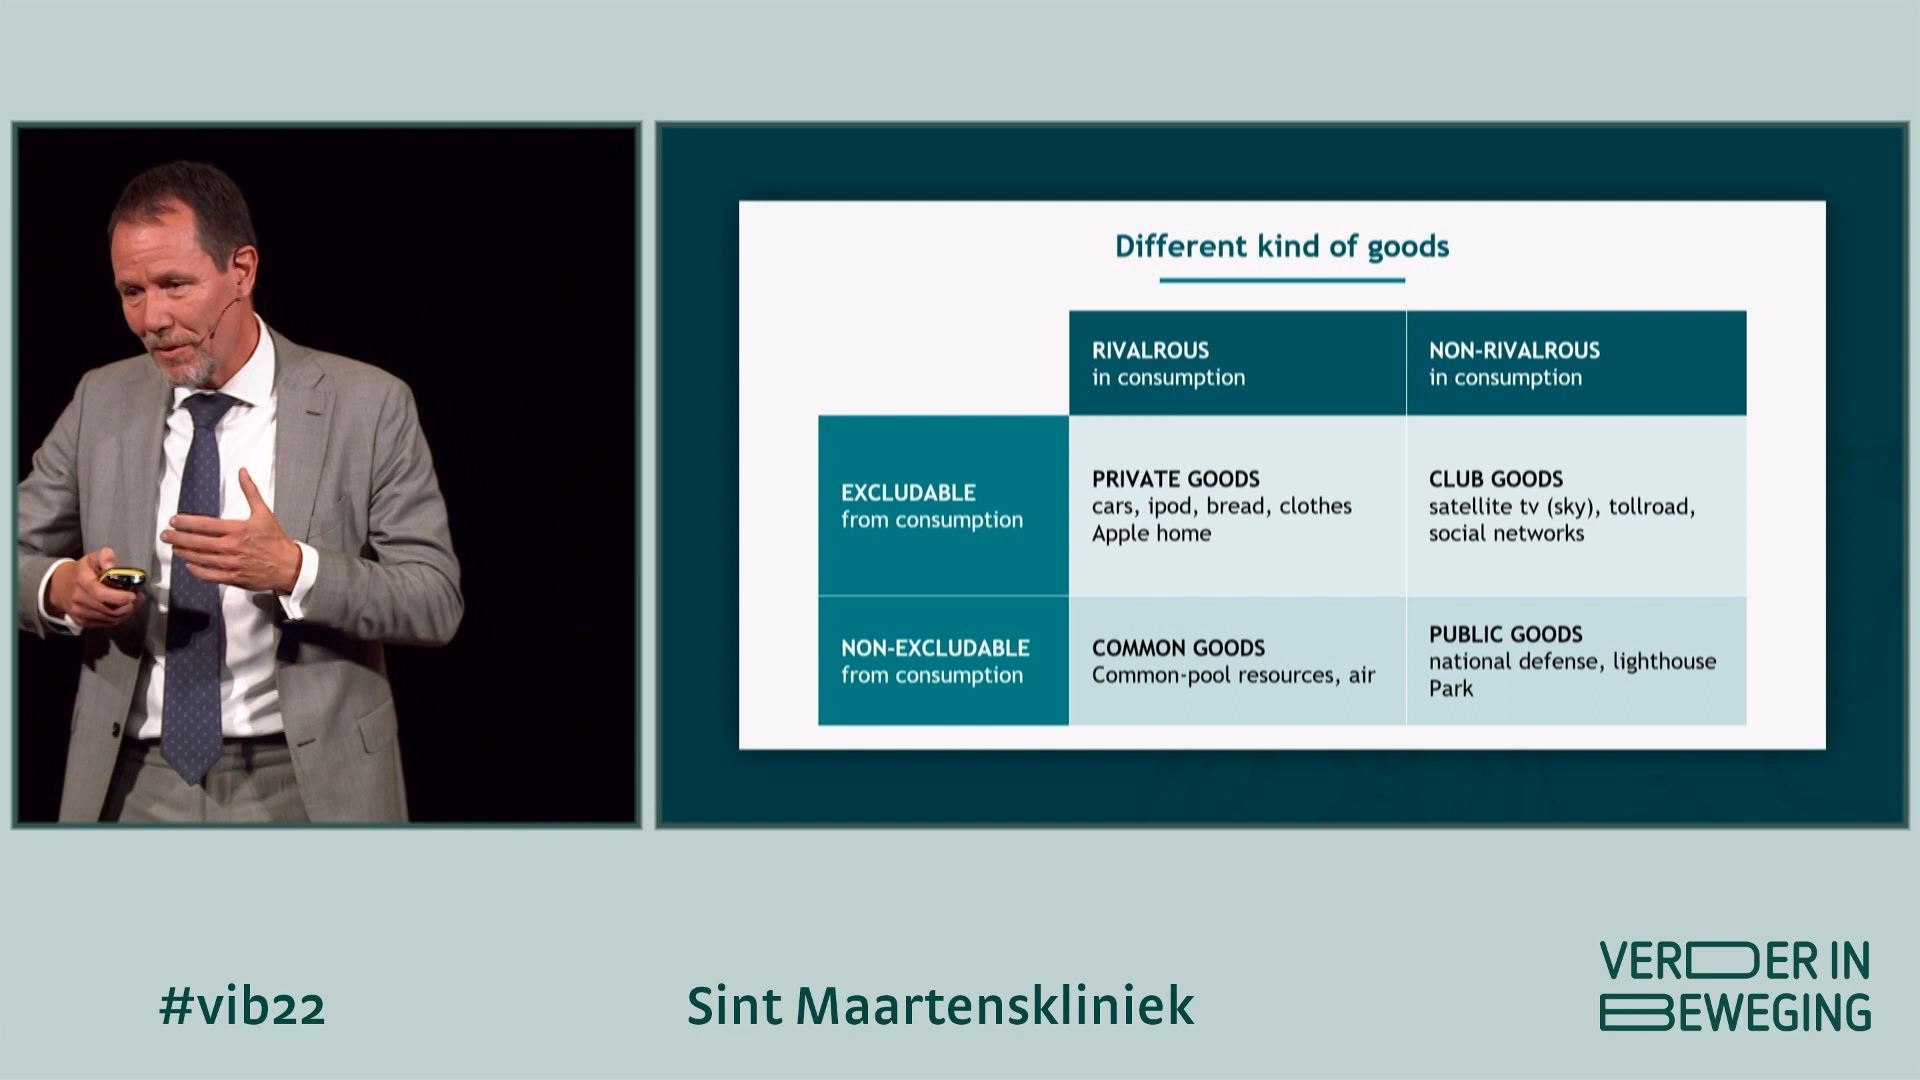 Different kind of goods
RIVALROUS
in consumption
NON-RIVALROUS
in consumption
EXCLUDABLE
from consumption
PRIVATE GOODS
cars, ipod, bread, clothes
Apple home
CLUB GOODS
satellite tv (sky), tollroad,
social networks
NON-EXCLUDABLE
from consumption
COMMON GOODS
Common-pool resources, air
PUBLIC GOODS
national defense, lighthouse
Park
#vib22
Sint Maartenskliniek
VERDER IN
BEWEGING